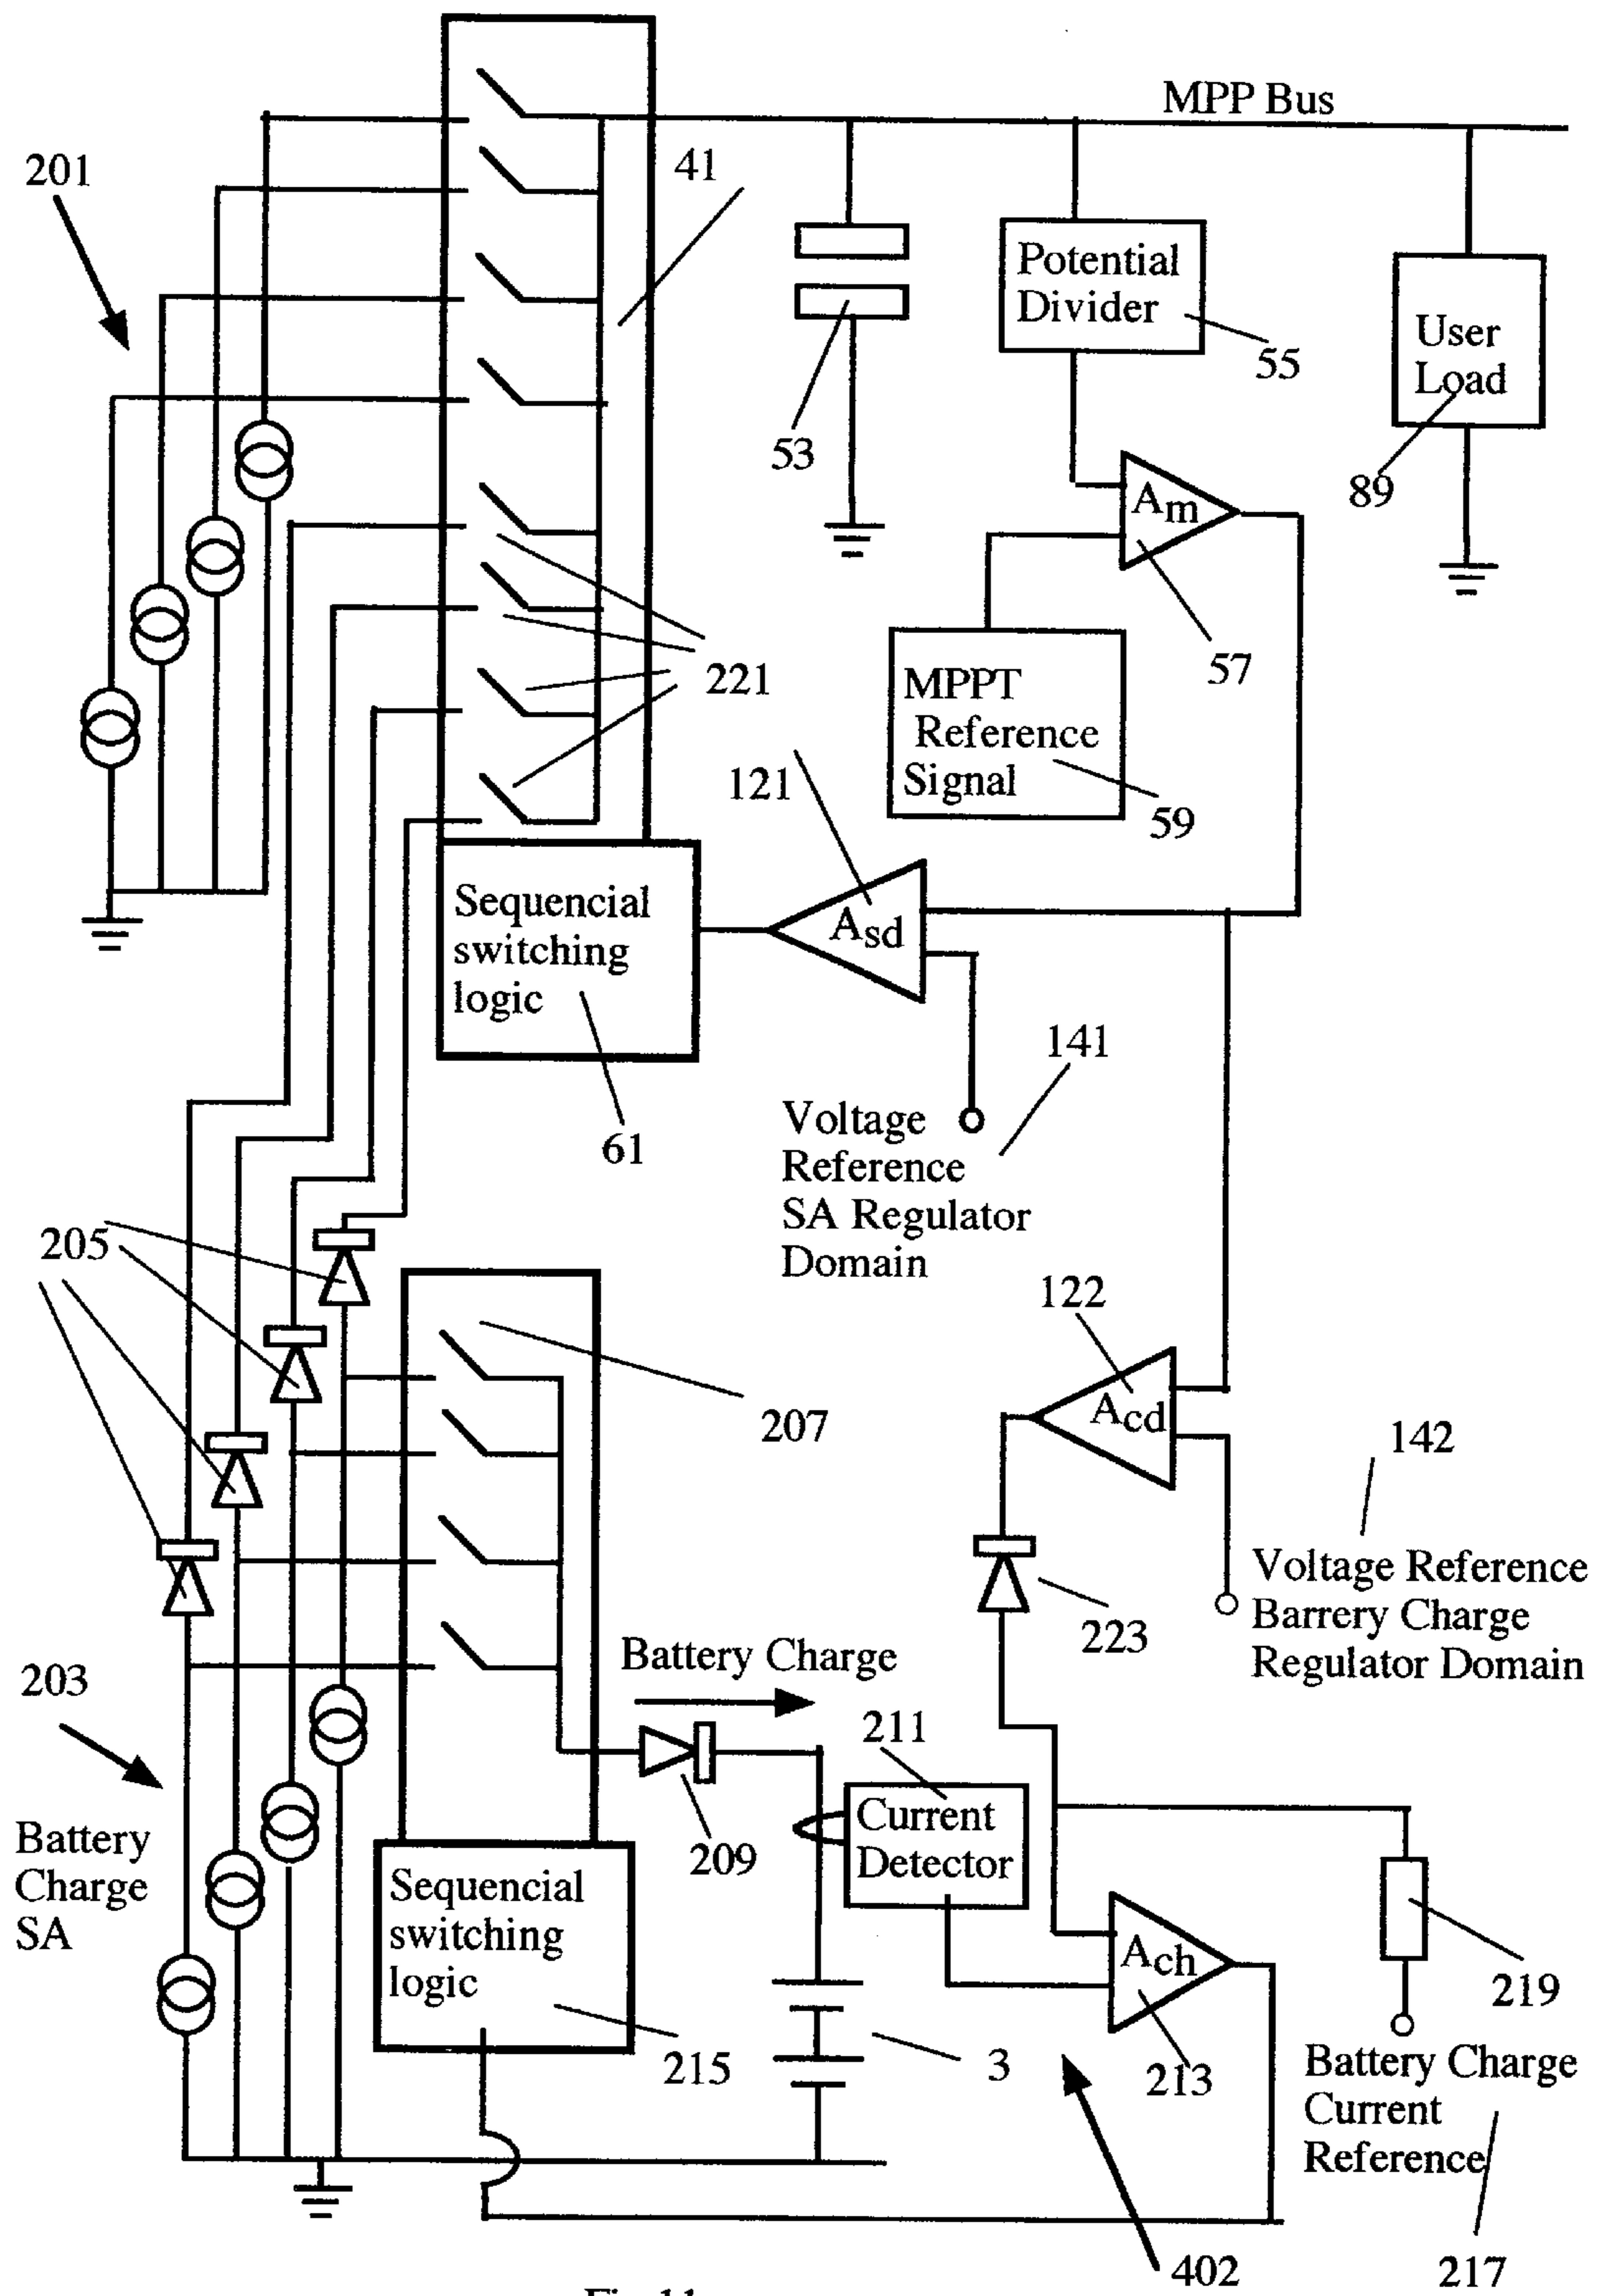 MPP Bus
201
41
Potential
Divider
55
User
Load
53
89
Am
57
221
MPPT
Reference
Signal
59
121
Asd
Sequencial
switching
logic
61
141
Voltage
Reference
SA Regulator
Domain
205
122
Acd
207
142
Voltage Reference
Barrery Charge
Regulator Domain
223
203
Battery Charge
211
Current
Detector
209
Battery
Charge
SA
Sequencial
switching
logic
215
Ach
213
219
3
Battery Charge
Current
Reference
402
217